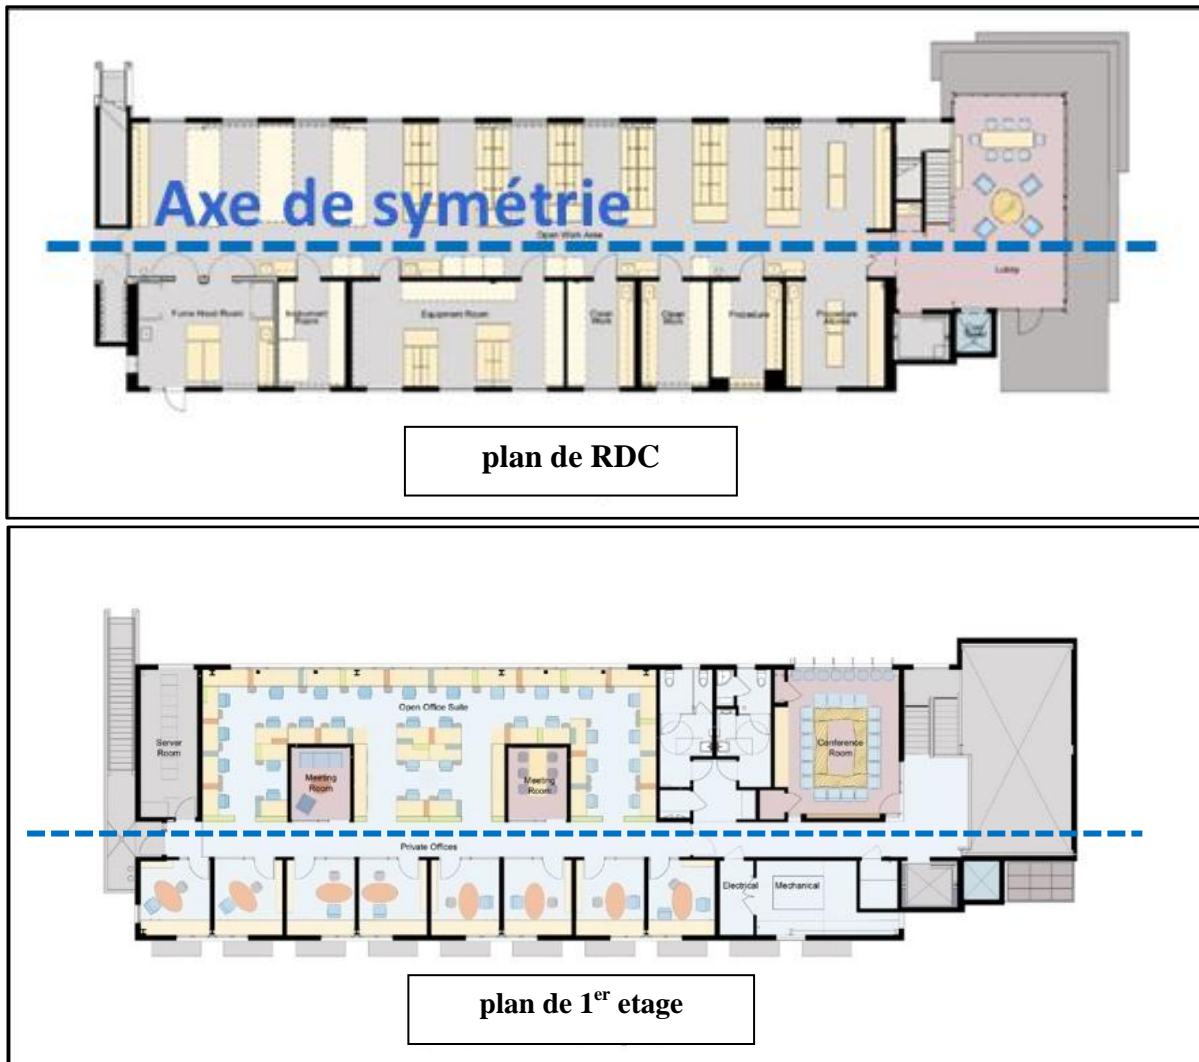 Axe de symétrie
Open Work Area
Lobby
Fume Hood Room
Instrument
Room
Equipment Room
Clean
Work
Clean
Work
Procedure
Procedure
plan de RDC
Open Office Suite
Server
Room
Meeting
Room
Meeting
Room
Conference
Room
Private Offices
Electrical
Mechanical
plan de 1er etage